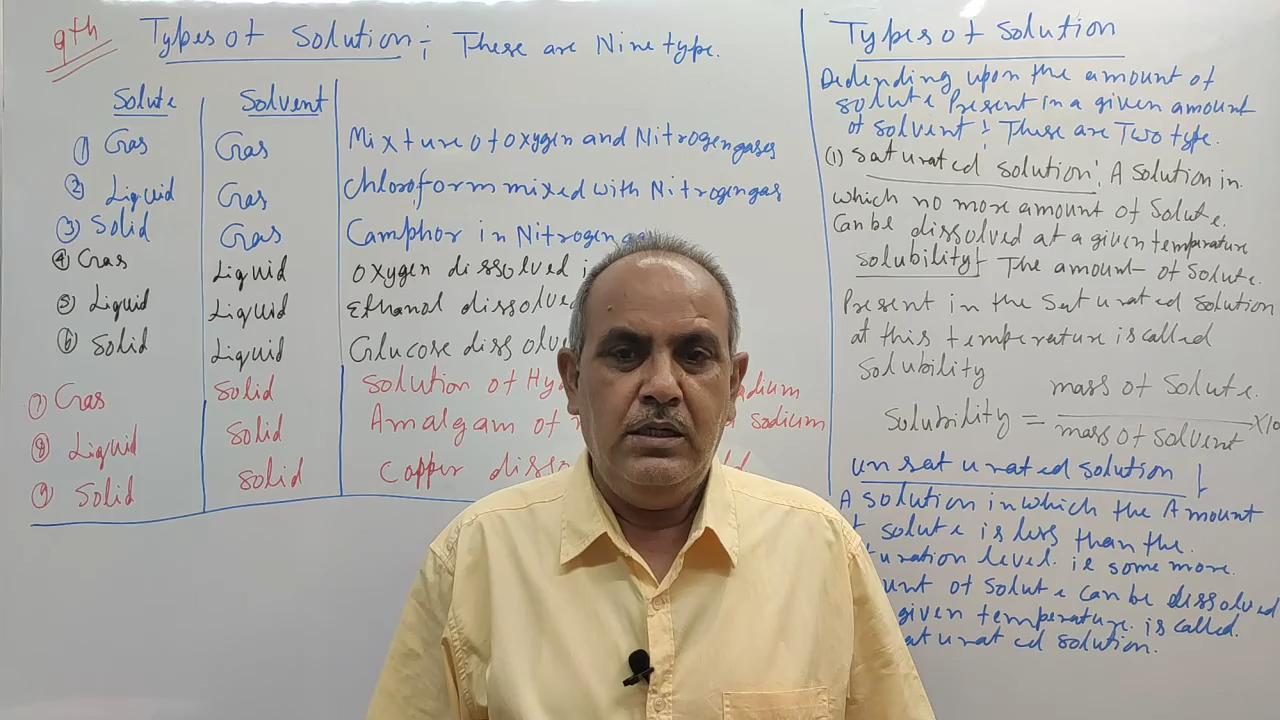 9th
Types of Solution :- These are Nine type.
Solute Solvent
① Gas Gas Mixture of oxygen and Nitrogen gases
② Liquid Gas Chloroform mixed with Nitrogen gas
③ Solid Gas Camphor in Nitrogen
④ Gas Liquid Oxygen dissolved
⑤ Liquid Liquid Ethanol dissolved
⑥ Solid Liquid Glucose
⑦ Gas Solid Solution of
⑧ Liquid Solid Amalgam of sodium
⑨ Solid Solid Copper
Types of Solution
Depending upon the amount of
solute Present in a given amount
of solvent : These are Two type.
(1) Saturated solution : A Solution in
which no more amount of Solute.
Can be dissolved at a given temperature
Solubility :- The amount of Solute.
Present in the Saturated Solution
at this temperature is called
Solubility
Solubility = mass of Solute.
mass of Solvent
unsaturated solution :
A solution in which the Amount
solute is less than the.
level. ie some more.
of solute can be dissolved
given temperature. is called.
solution.